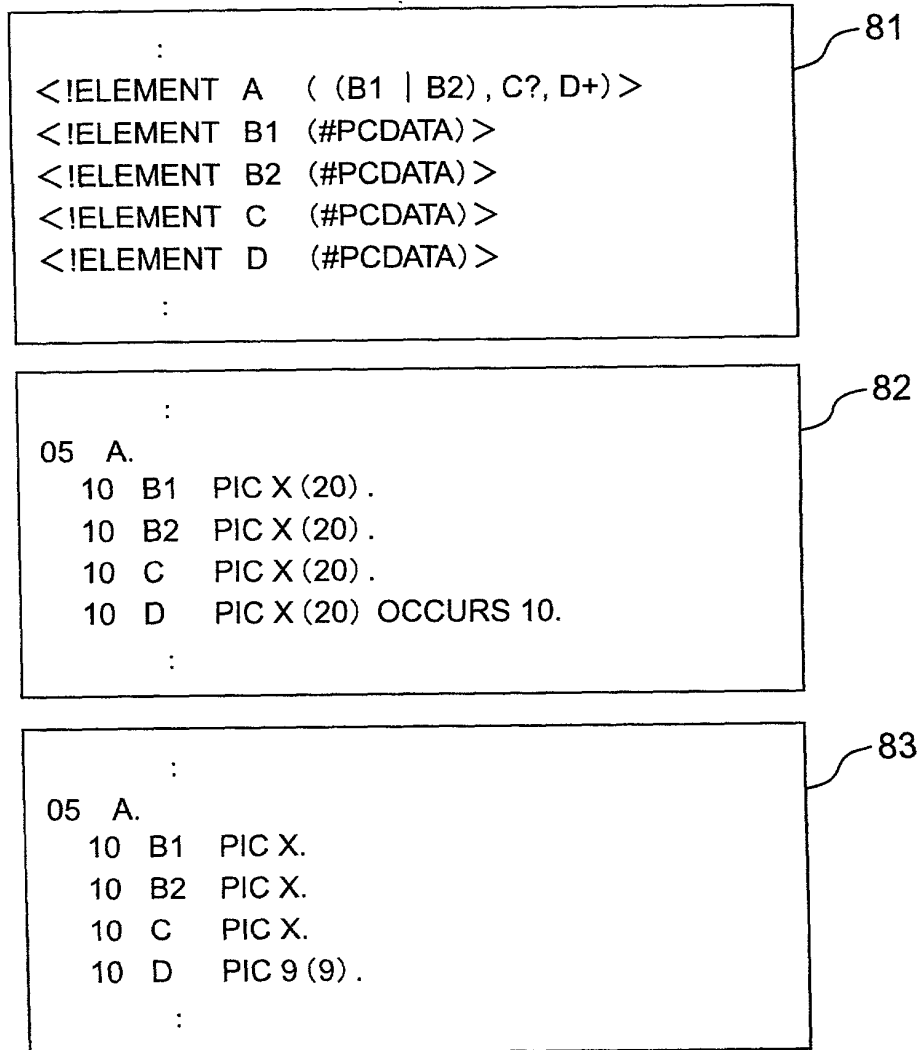 81
:
<!ELEMENT A ( (B1 | B2), C?, D+)>
<!ELEMENT B1 (#PCDATA)>
<!ELEMENT B2 (#PCDATA)>
<!ELEMENT C (#PCDATA)>
<!ELEMENT D (#PCDATA)>
:
82
:
05 A.
10 B1 PIC X (20).
10 B2 PIC X (20).
10 C PIC X (20).
10 D PIC X (20) OCCURS 10.
:
83
:
05 A.
10 B1 PIC X.
10 B2 PIC X.
10 C PIC X.
10 D PIC 9 (9).
: